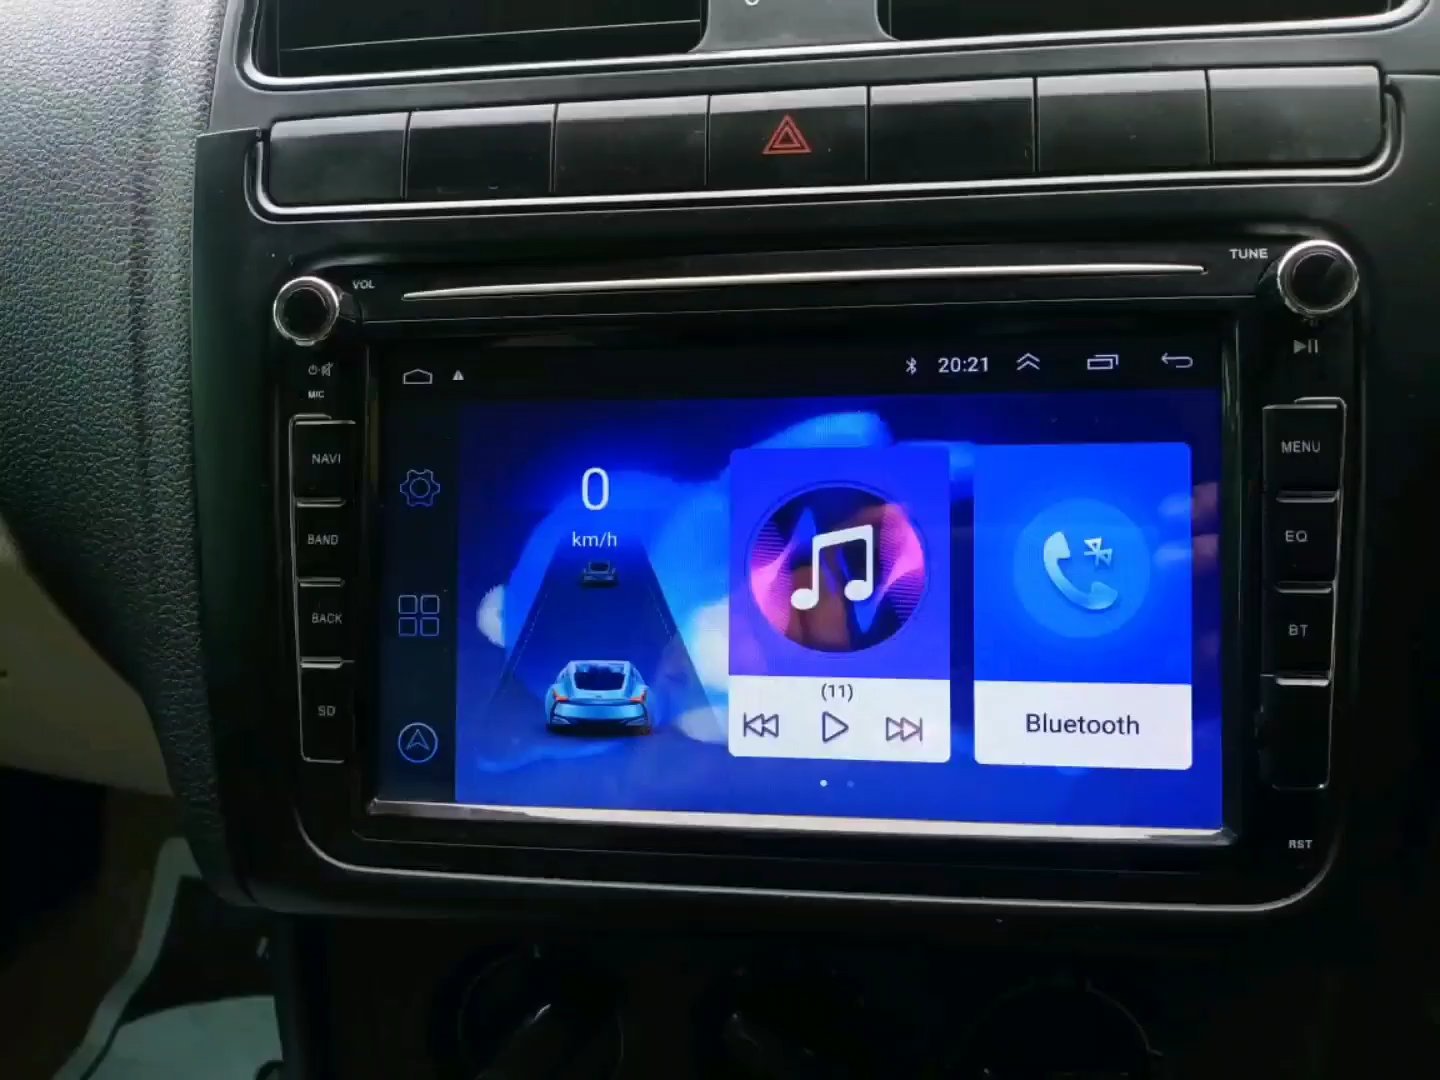 TUNE
VOL
MIC
20:21
NAVI
BAND
BACK
SD
0
km/h
(11)
Bluetooth
MENU
EQ
BT
RST